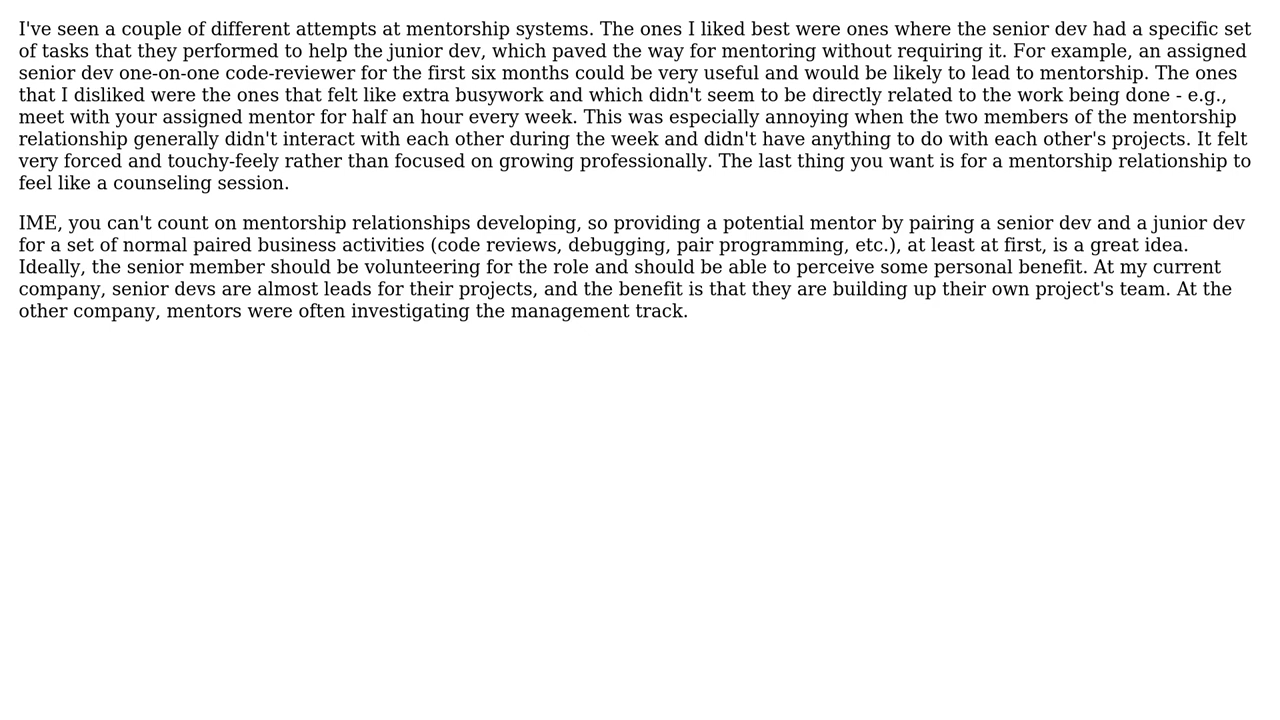 I've seen a couple of different attempts at mentorship systems. The ones I liked best were ones where the senior dev had a specific set
of tasks that they performed to help the junior dev, which paved the way for mentoring without requiring it. For example, an assigned
senior dev one-on-one code-reviewer for the first six months could be very useful and would be likely to lead to mentorship. The ones
that I disliked were the ones that felt like extra busywork and which didn't seem to be directly related to the work being done - e.g.,
meet with your assigned mentor for half an hour every week. This was especially annoying when the two members of the mentorship
relationship generally didn't interact with each other during the week and didn't have anything to do with each other's projects. It felt
very forced and touchy-feely rather than focused on growing professionally. The last thing you want is for a mentorship relationship to
feel like a counseling session.
IME, you can't count on mentorship relationships developing, so providing a potential mentor by pairing a senior dev and a junior dev
for a set of normal paired business activities (code reviews, debugging, pair programming, etc.), at least at first, is a great idea.
Ideally, the senior member should be volunteering for the role and should be able to perceive some personal benefit. At my current
company, senior devs are almost leads for their projects, and the benefit is that they are building up their own project's team. At the
other company, mentors were often investigating the management track.